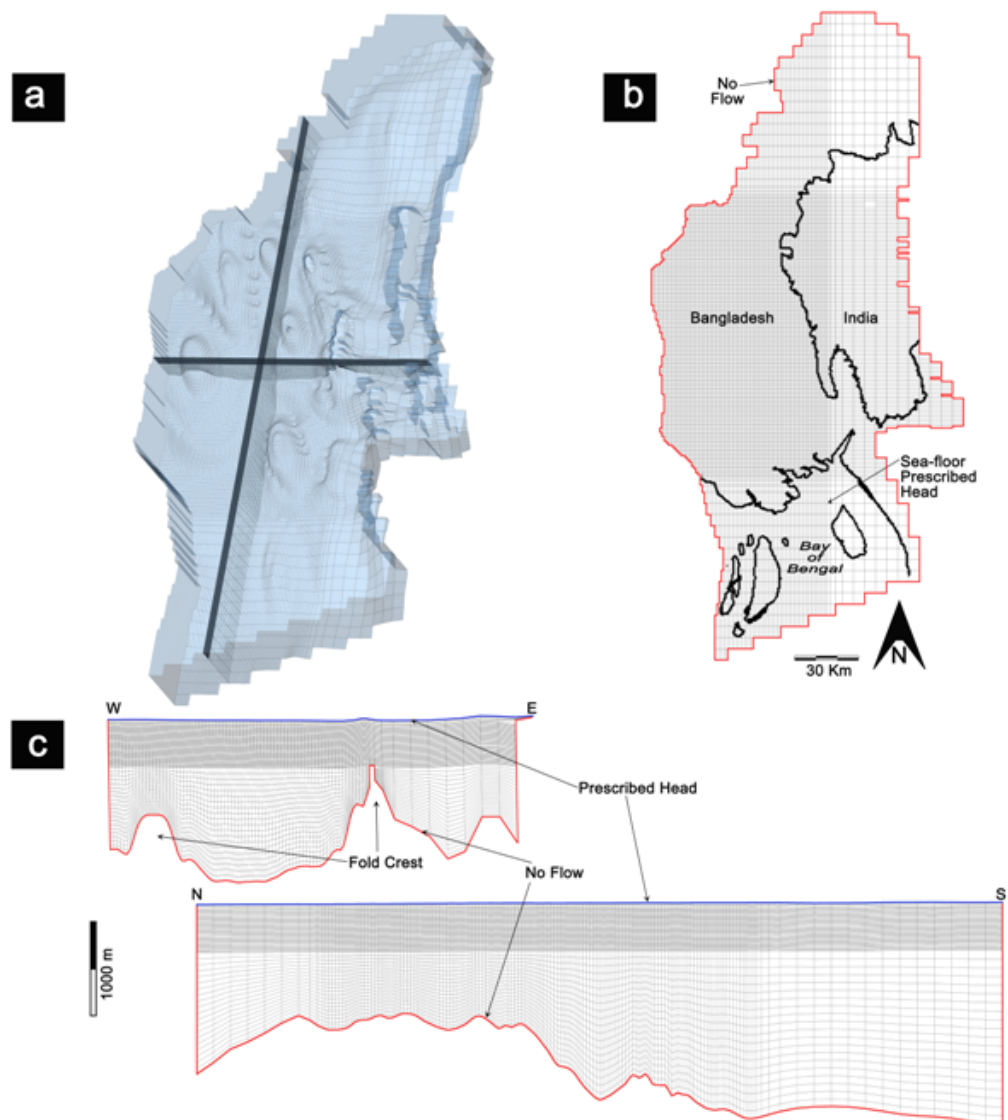 a
b
No
Flow
Bangladesh
India
Sea-floor
Prescribed
Head
Bay
of
Bengal
30 Km
N
c
W
E
Prescribed Head
Fold Crest
No Flow
N
S
1000 m